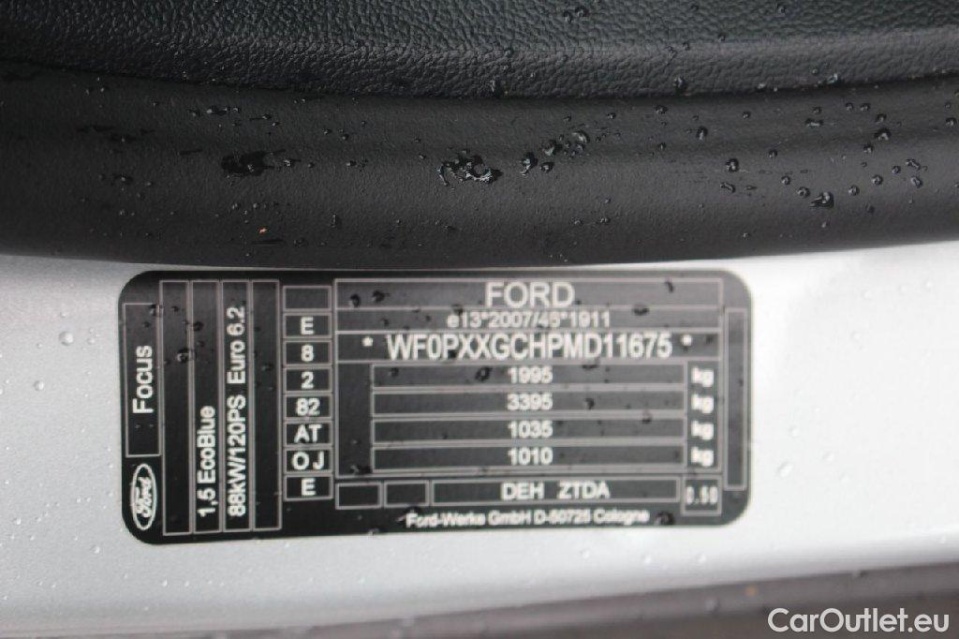 Focus
Ford
1,5 EcoBlue
88kW/120PS Euro 6.2
E
8
2
82
AT
OJ
E
FORD
e13*2007/46*1911
* WF0PXXGCHPMD11675 *
1995 kg
3395 kg
1035 kg
1010 kg
DEH ZTDA
0,50
Ford-Werke GmbH D-50725 Cologne
CarOutlet.eu